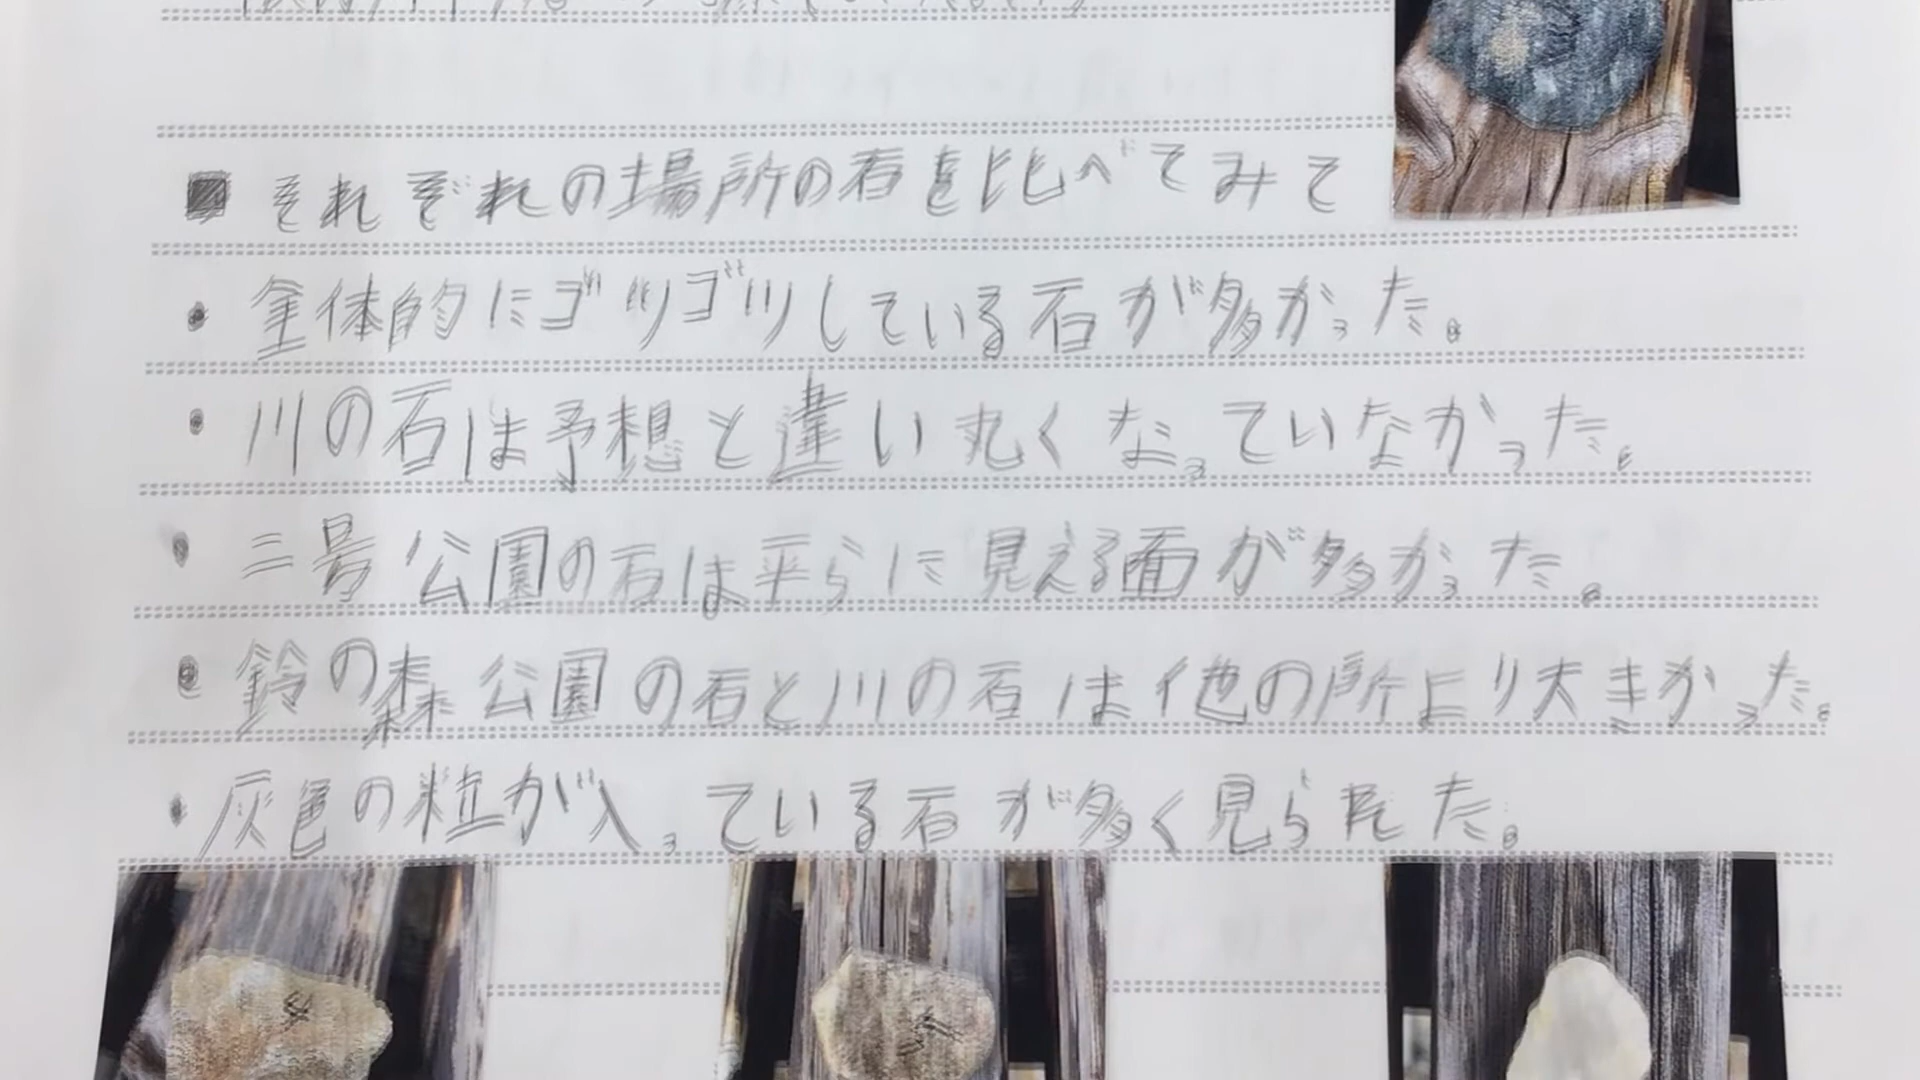 ■ それぞれの場所の石を比べてみて
・全体的にゴツゴツしている石が多かった。
・川の石は予想と違い丸くなっていなかった。
・三号公園の石は平らに見える面が多かった。
・鈴の森公園の石と川の石は他の所より大きかった。
・灰色の粒が入っている石が多く見られた。